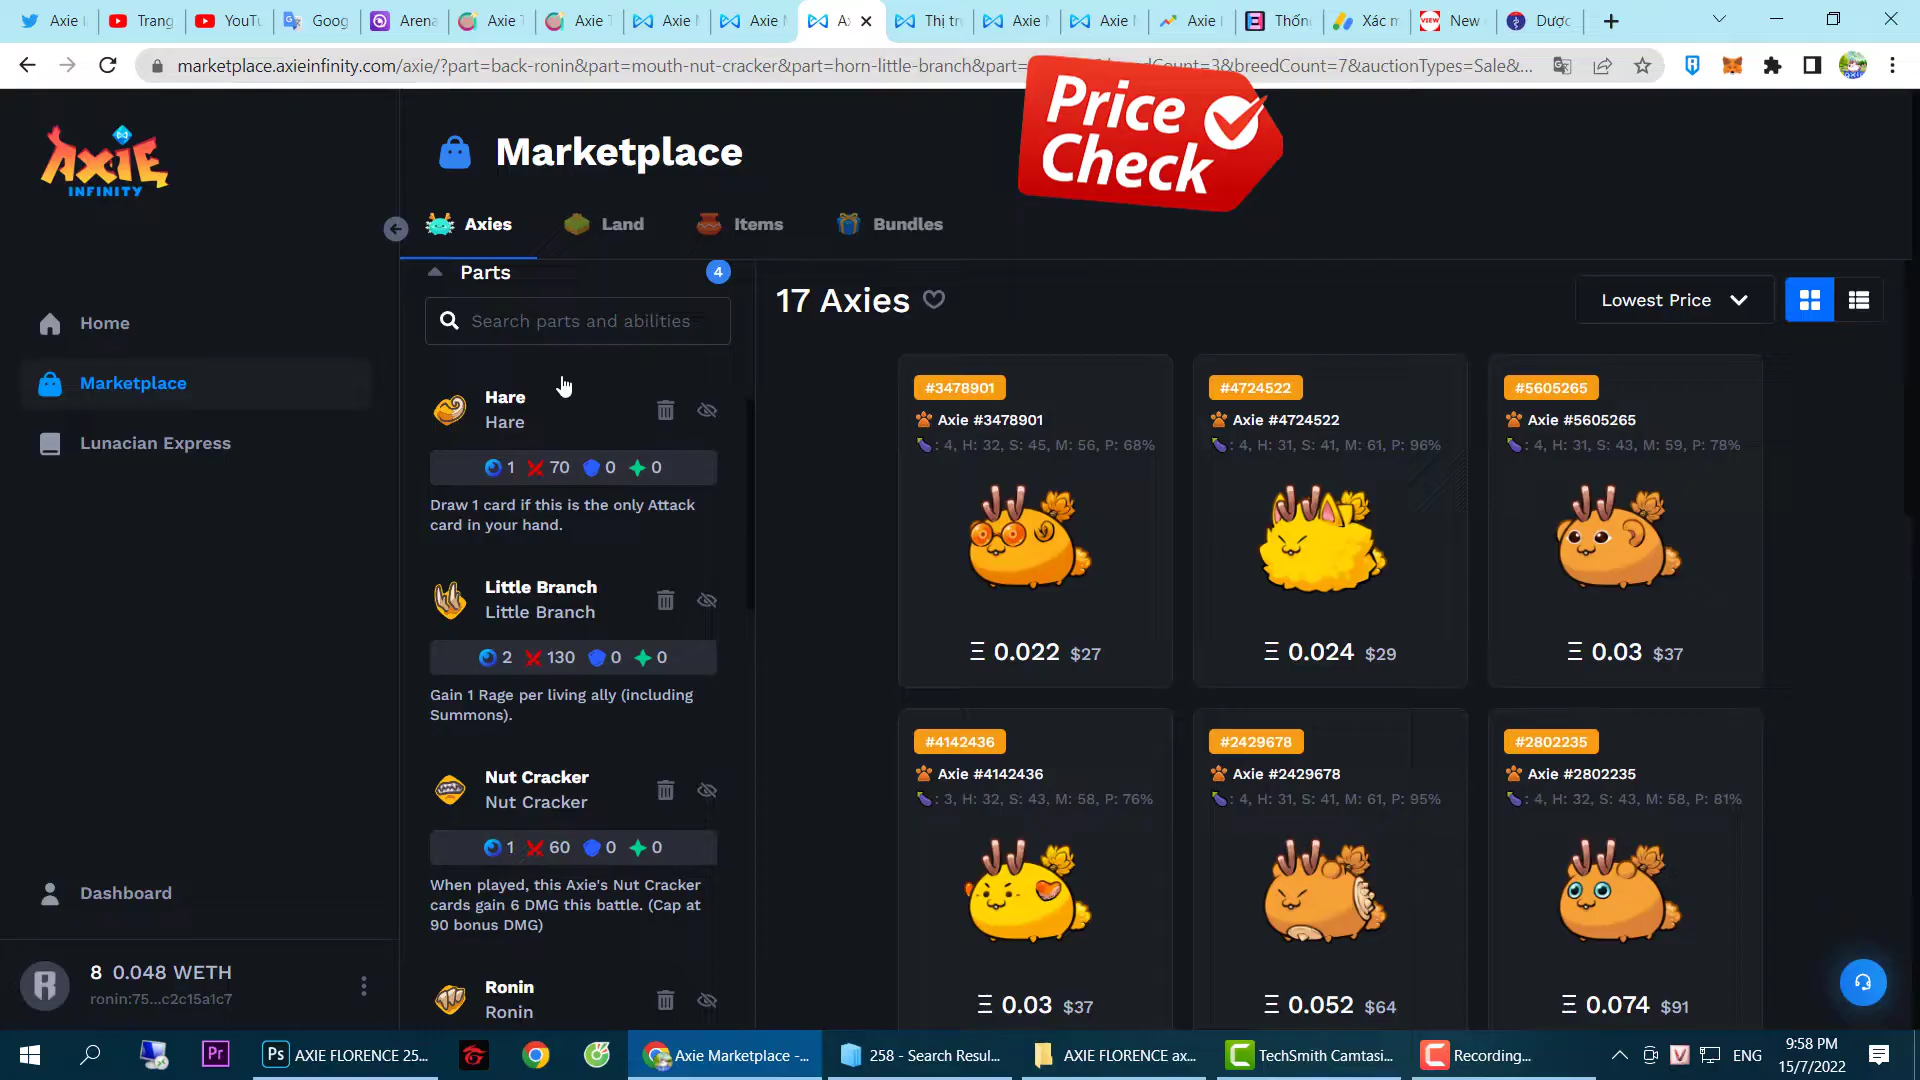 Axie I
Trang
YouTu
Goog
Arena
Axie T
Axie T
Axie M
Axie M
Ax
Thị trư
Axie M
Axie M
Axie I
Thốn
Xác m
New
Dược
marketplace.axieinfinity.com/axie/?part=back-ronin&part=mouth-nut-cracker&part=horn-little-branch&part=
&breedCount=7&auctionTypes=Sale&...
Price
Check
AXIE
INFINITY
Marketplace
Axies
Land
Items
Bundles
Home
Marketplace
Lunacian Express
Dashboard
8 0.048 WETH
ronin:75...c2c15a1c7
Parts
4
Search parts and abilities
Hare
Hare
1 70 0 0
Draw 1 card if this is the only Attack
card in your hand.
Little Branch
Little Branch
2 130 0 0
Gain 1 Rage per living ally (including
Summons).
Nut Cracker
Nut Cracker
1 60 0 0
When played, this Axie's Nut Cracker
cards gain 6 DMG this battle. (Cap at
90 bonus DMG)
Ronin
Ronin
17 Axies
Lowest Price
#3478901
Axie #3478901
: 4, H: 32, S: 45, M: 56, P: 68%
Ξ 0.022 $27
#4724522
Axie #4724522
: 4, H: 31, S: 41, M: 61, P: 96%
Ξ 0.024 $29
#5605265
Axie #5605265
: 4, H: 31, S: 43, M: 59, P: 78%
Ξ 0.03 $37
#4142436
Axie #4142436
: 3, H: 32, S: 43, M: 58, P: 76%
Ξ 0.03 $37
#2429678
Axie #2429678
: 4, H: 31, S: 41, M: 61, P: 95%
Ξ 0.052 $64
#2802235
Axie #2802235
: 4, H: 32, S: 43, M: 58, P: 81%
Ξ 0.074 $91
Pr
Ps
AXIE FLORENCE 25...
Axie Marketplace -...
258 - Search Resul...
AXIE FLORENCE ax...
TechSmith Camtasi...
Recording...
V
ENG
9:58 PM
15/7/2022